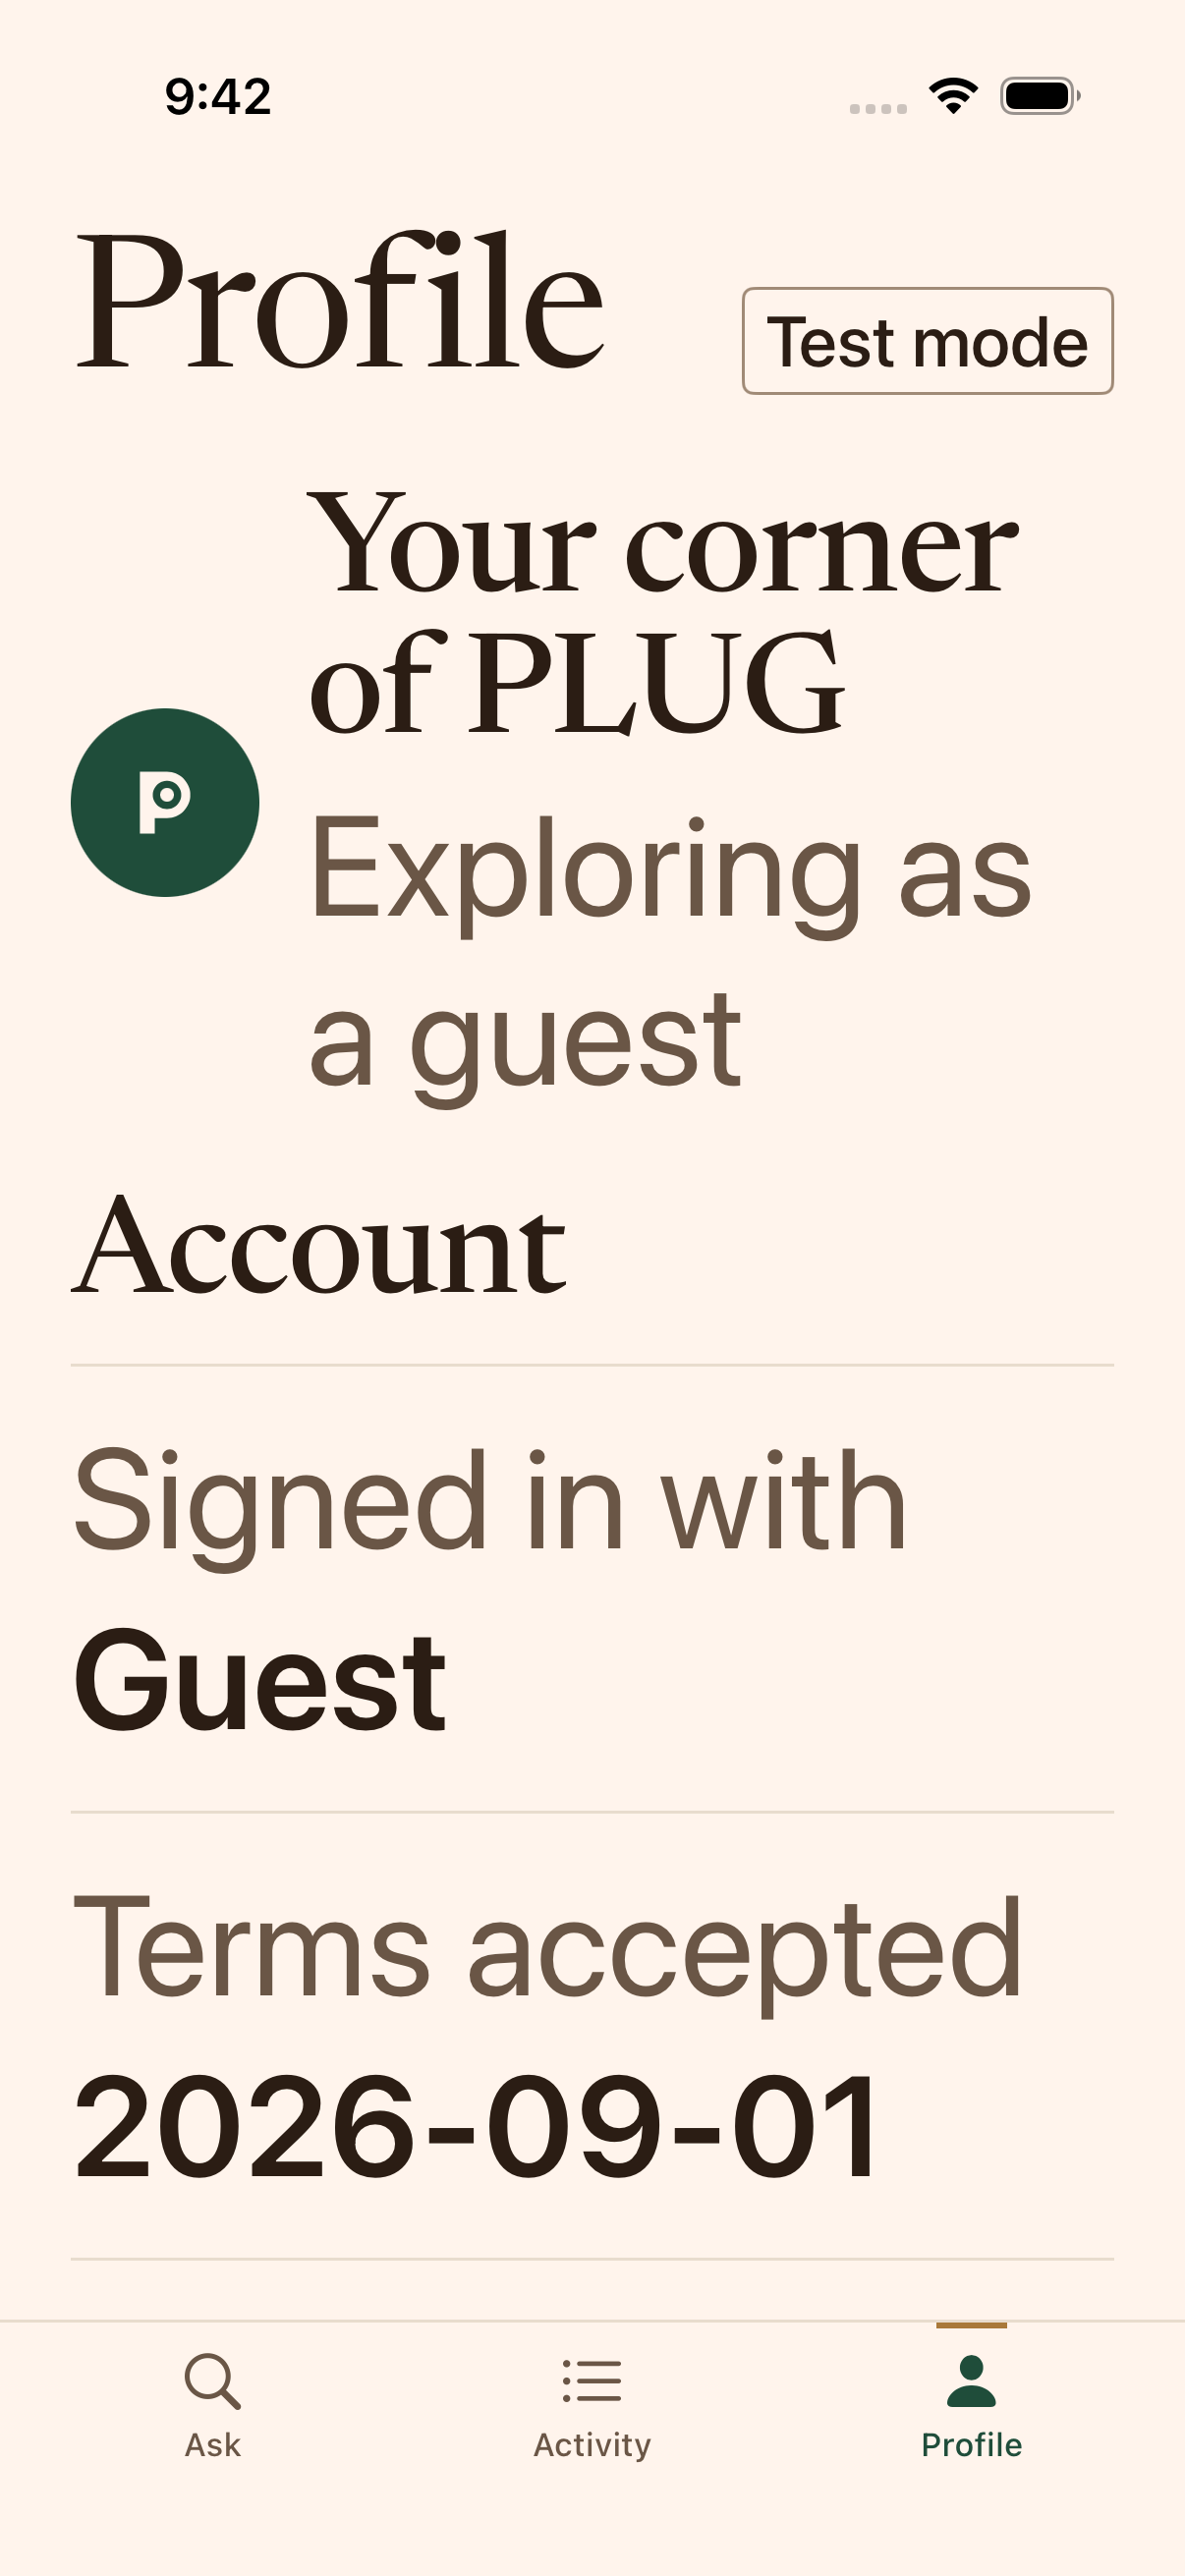 9:42
Profile
Test mode
Your corner
of PLUG
Exploring as
a guest
Account
Signed in with
Guest
Terms accepted
2026-09-01
Ask
Activity
Profile